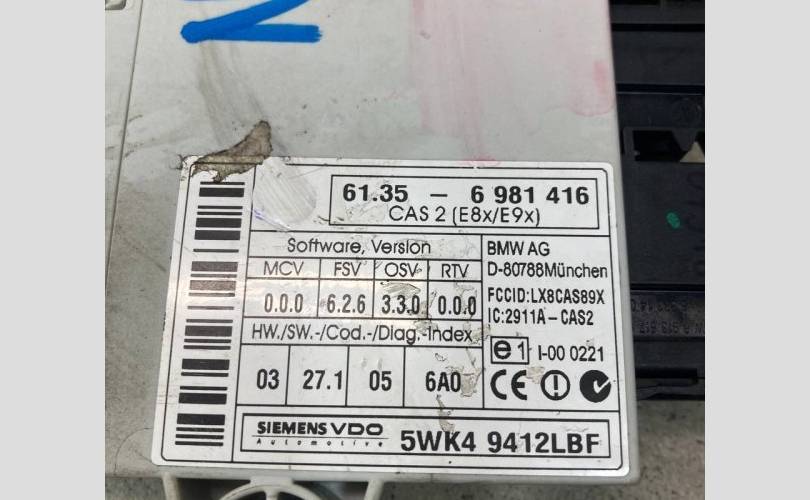 61.35 – 6 981 416
CAS 2 (E8x/E9x)
Software, Version
MCV FSV OSV RTV
0.0.0 6.2.6 3.3.0 0.0.0
HW./SW.-/Cod.-/Diag.-Index
03 27.1 05 6A0
BMW AG
D-80788München
FCCID:LX8CAS89X
IC:2911A – CAS2
e1 I-00 0221
CE
SIEMENS VDO
Automotive
5WK4 9412LBF